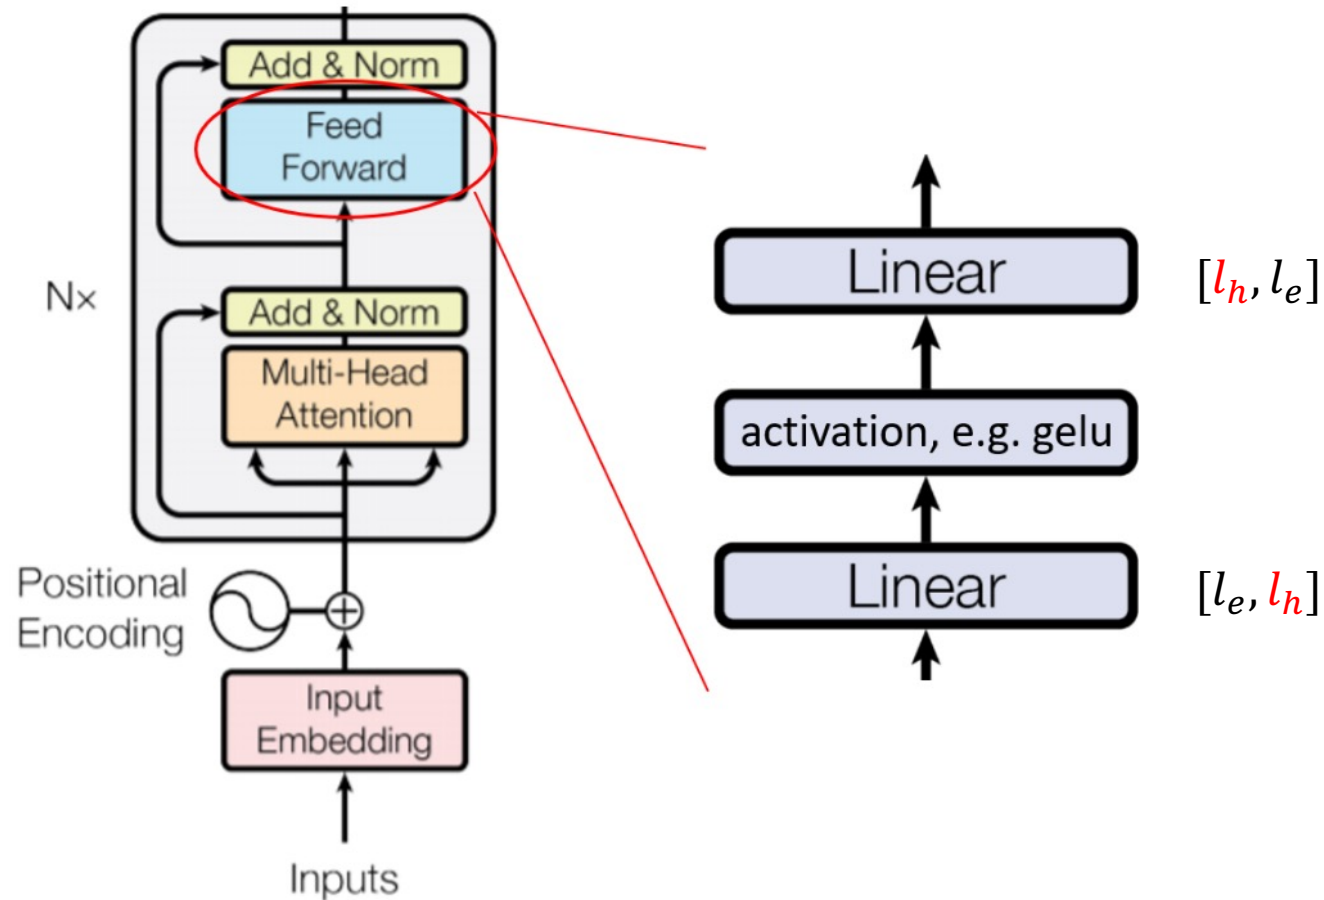 Add & Norm
Feed
Forward
N×
Add & Norm
Multi-Head
Attention
Positional
Encoding
Input
Embedding
Inputs
Linear
[l_h, l_e]
activation, e.g. gelu
Linear
[l_e, l_h]